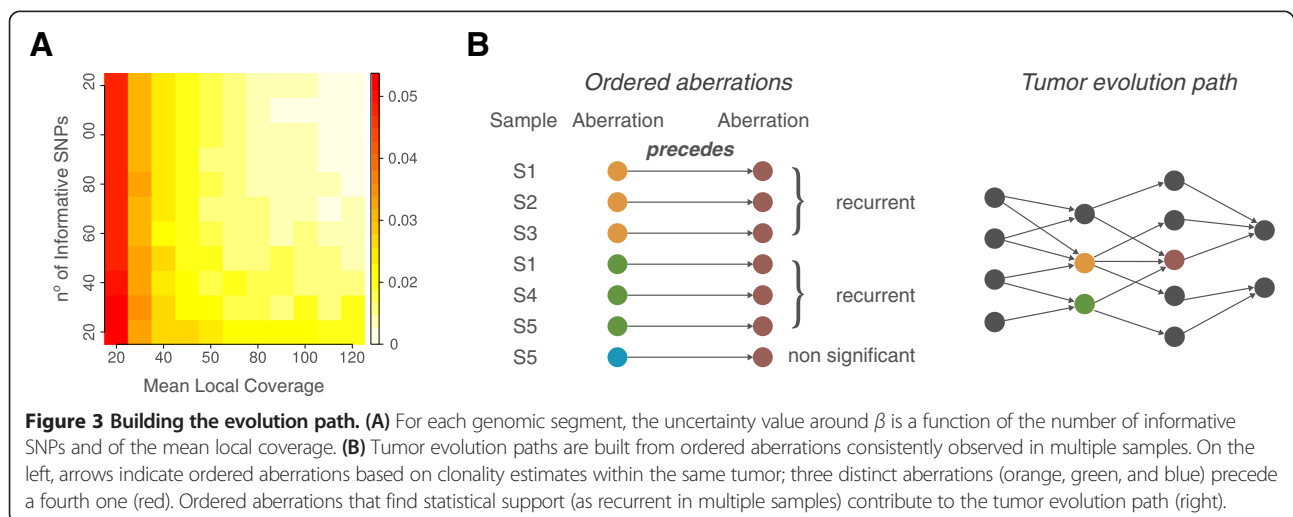 A
n° of Informative SNPs
20
00
80
60
40
20
20 40 50 80 100 120
Mean Local Coverage
0.05
0.04
0.03
0.02
0
B
Ordered aberrations
Sample Aberration Aberration
precedes
S1
S2
S3
recurrent
S1
S4
S5
recurrent
S5
non significant
Tumor evolution path
Figure 3 Building the evolution path. (A) For each genomic segment, the uncertainty value around β is a function of the number of informative
SNPs and of the mean local coverage. (B) Tumor evolution paths are built from ordered aberrations consistently observed in multiple samples. On the
left, arrows indicate ordered aberrations based on clonality estimates within the same tumor; three distinct aberrations (orange, green, and blue) precede
a fourth one (red). Ordered aberrations that find statistical support (as recurrent in multiple samples) contribute to the tumor evolution path (right).